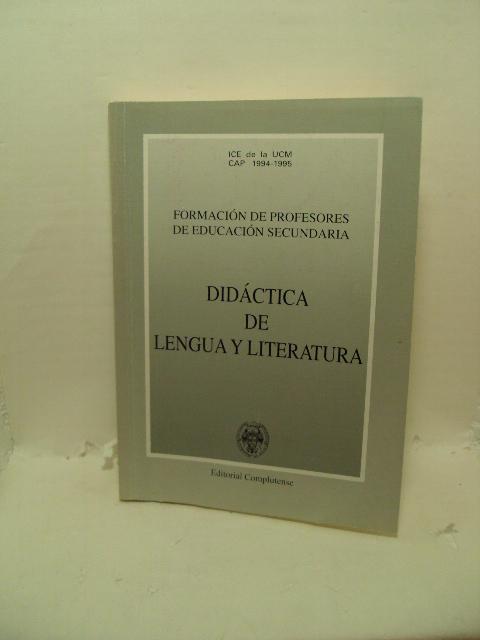 ICE de la UCM
CAP 1994-1995
FORMACIÓN DE PROFESORES
DE EDUCACIÓN SECUNDARIA
DIDÁCTICA
DE
LENGUA Y LITERATURA
Editorial Complutense